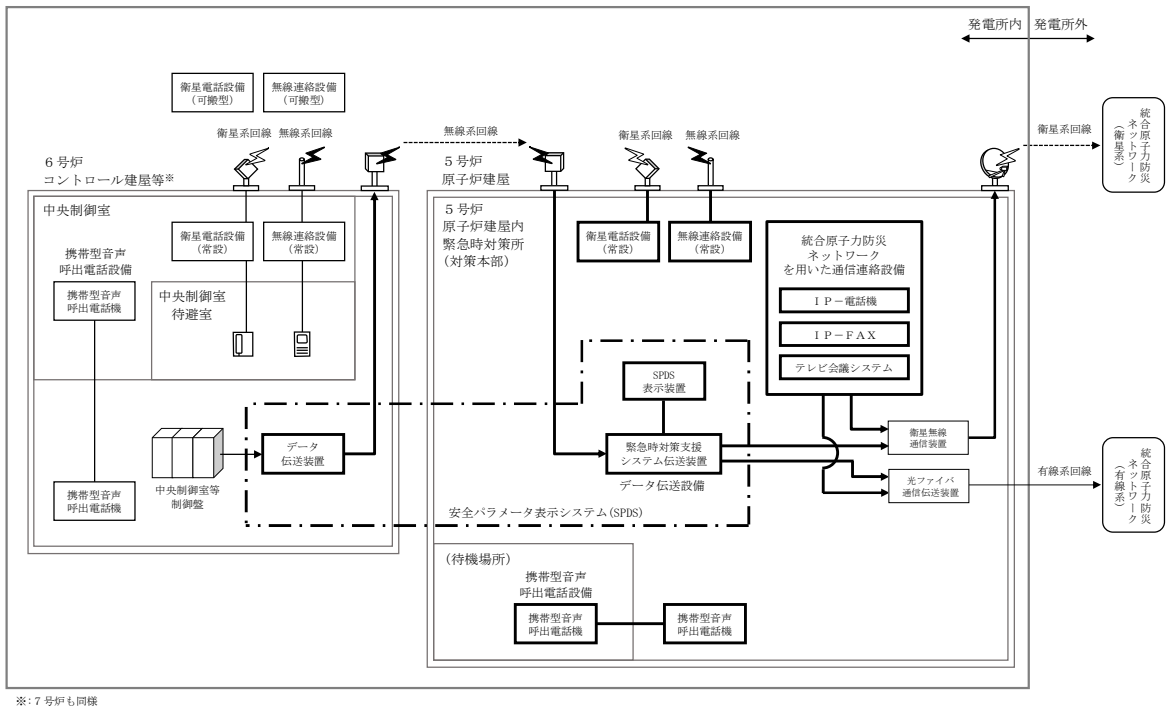 発電所内 発電所外
衛星電話設備
(可搬型)
無線連絡設備
(可搬型)
衛星系回線
無線系回線
無線系回線
衛星系回線
無線系回線
衛星系回線
統合原子力防災
ネットワーク
(衛星系)
6号炉
コントロール建屋等※
5号炉
原子炉建屋
中央制御室
携帯型音声
呼出電話設備
携帯型音声
呼出電話機
衛星電話設備
(常設)
無線連絡設備
(常設)
中央制御室
待避室
5号炉
原子炉建屋内
緊急時対策所
(対策本部)
衛星電話設備
(常設)
無線連絡設備
(常設)
統合原子力防災
ネットワーク
を用いた通信連絡設備
IP-電話機
IP-FAX
テレビ会議システム
SPDS
表示装置
データ
伝送装置
緊急時対策支援
システム伝送装置
データ伝送設備
衛星無線
通信装置
光ファイバ
通信伝送装置
有線系回線
統合原子力防災
ネットワーク
(有線系)
中央制御室等
制御盤
携帯型音声
呼出電話機
安全パラメータ表示システム(SPDS)
(待機場所)
携帯型音声
呼出電話設備
携帯型音声
呼出電話機
携帯型音声
呼出電話機
※:7号炉も同様